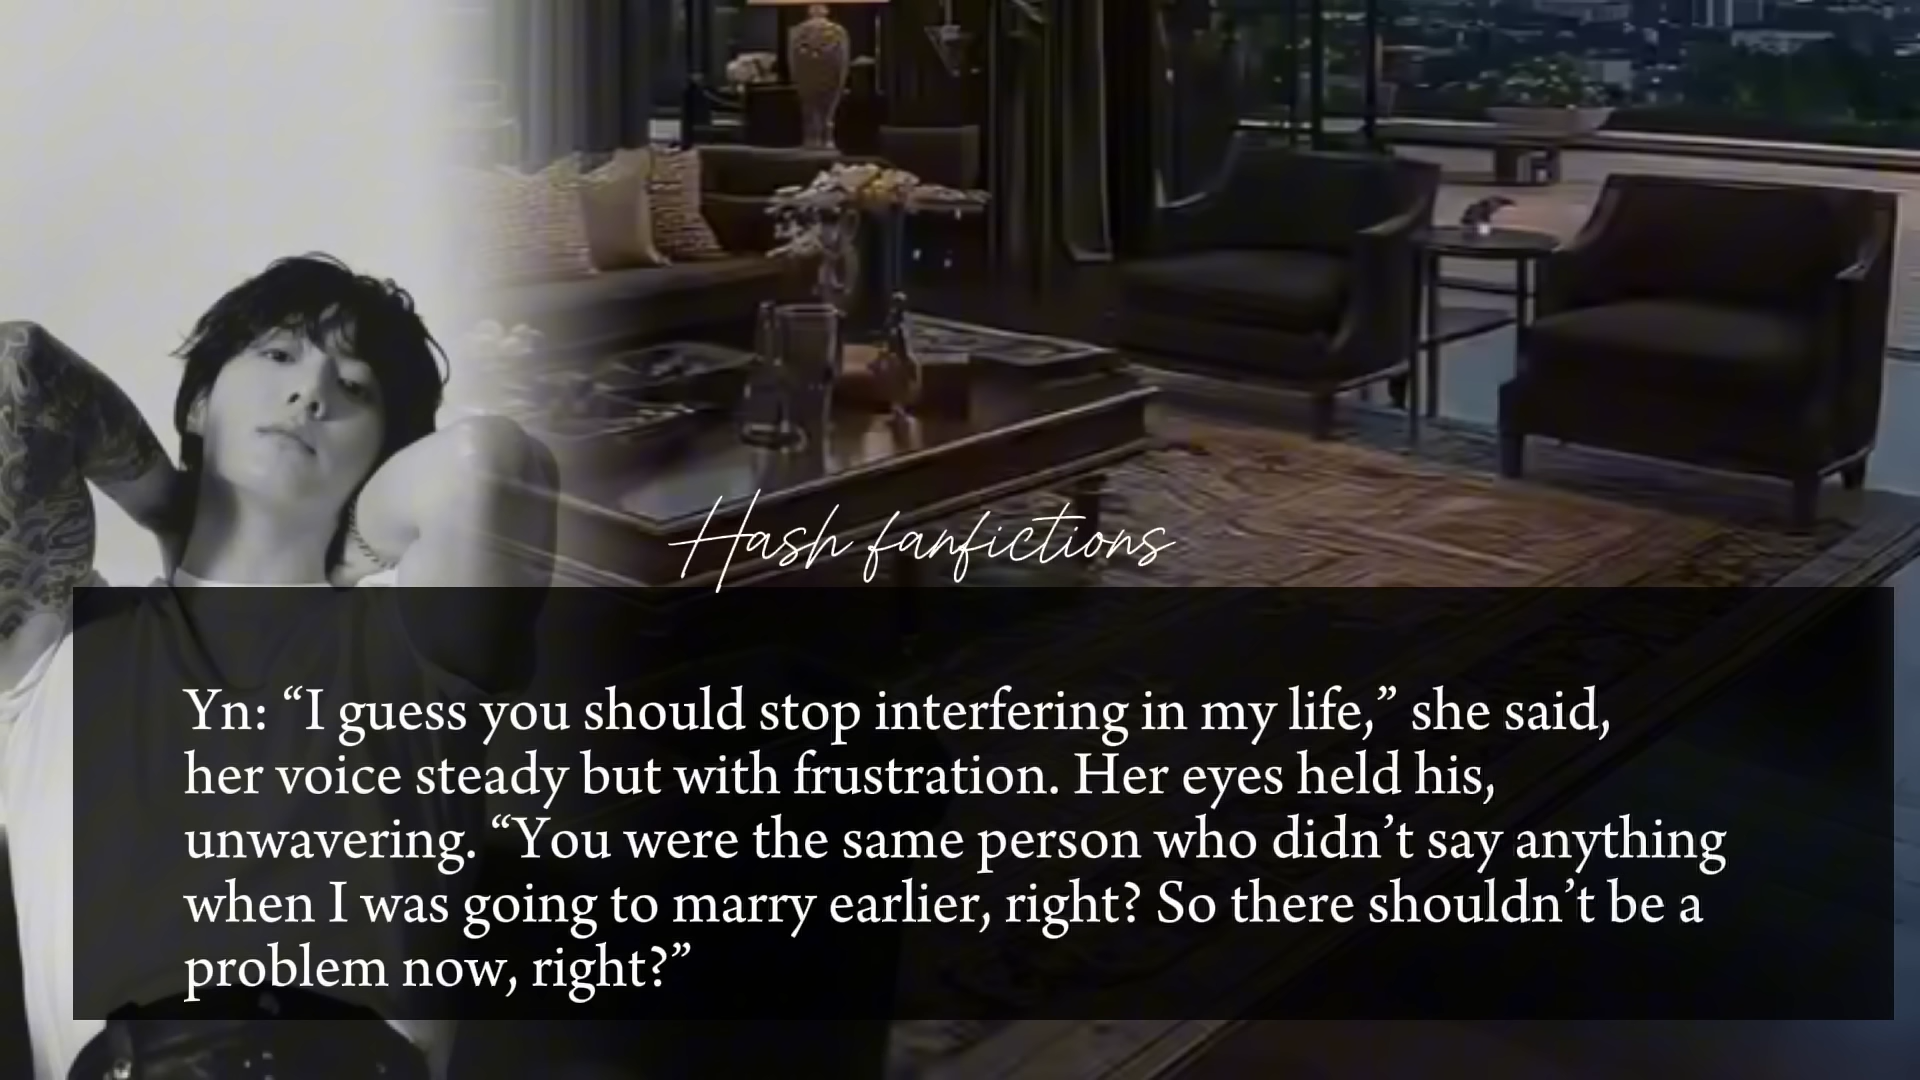 Hash fanfictions
Yn: “I guess you should stop interfering in my life,” she said,
her voice steady but with frustration. Her eyes held his,
unwavering. “You were the same person who didn’t say anything
when I was going to marry earlier, right? So there shouldn’t be a
problem now, right?”